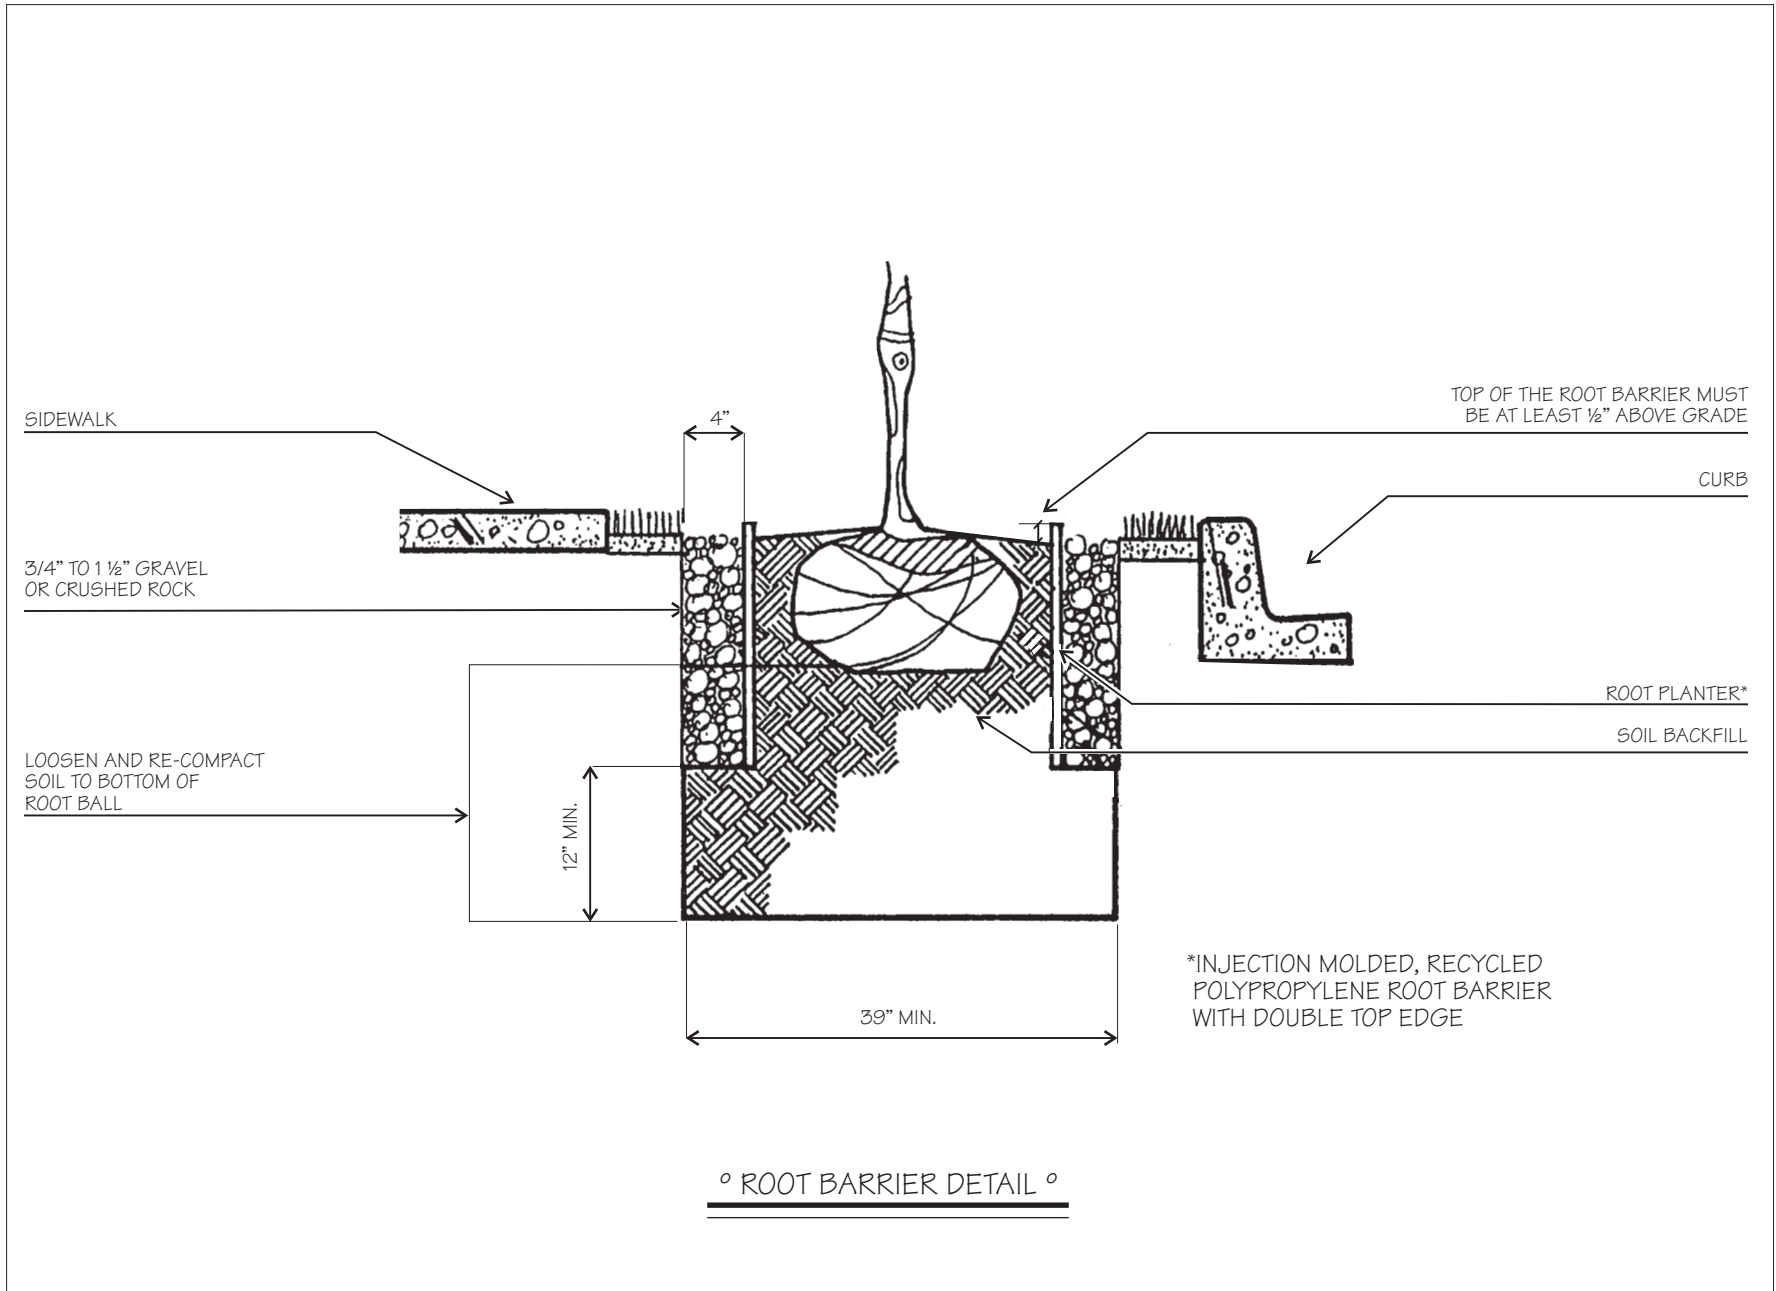 SIDEWALK
4”
TOP OF THE ROOT BARRIER MUST
BE AT LEAST ½” ABOVE GRADE
CURB
3/4” TO 1 ½” GRAVEL
OR CRUSHED ROCK
ROOT PLANTER*
SOIL BACKFILL
LOOSEN AND RE-COMPACT
SOIL TO BOTTOM OF
ROOT BALL
12” MIN.
39” MIN.
*INJECTION MOLDED, RECYCLED
POLYPROPYLENE ROOT BARRIER
WITH DOUBLE TOP EDGE
° ROOT BARRIER DETAIL °